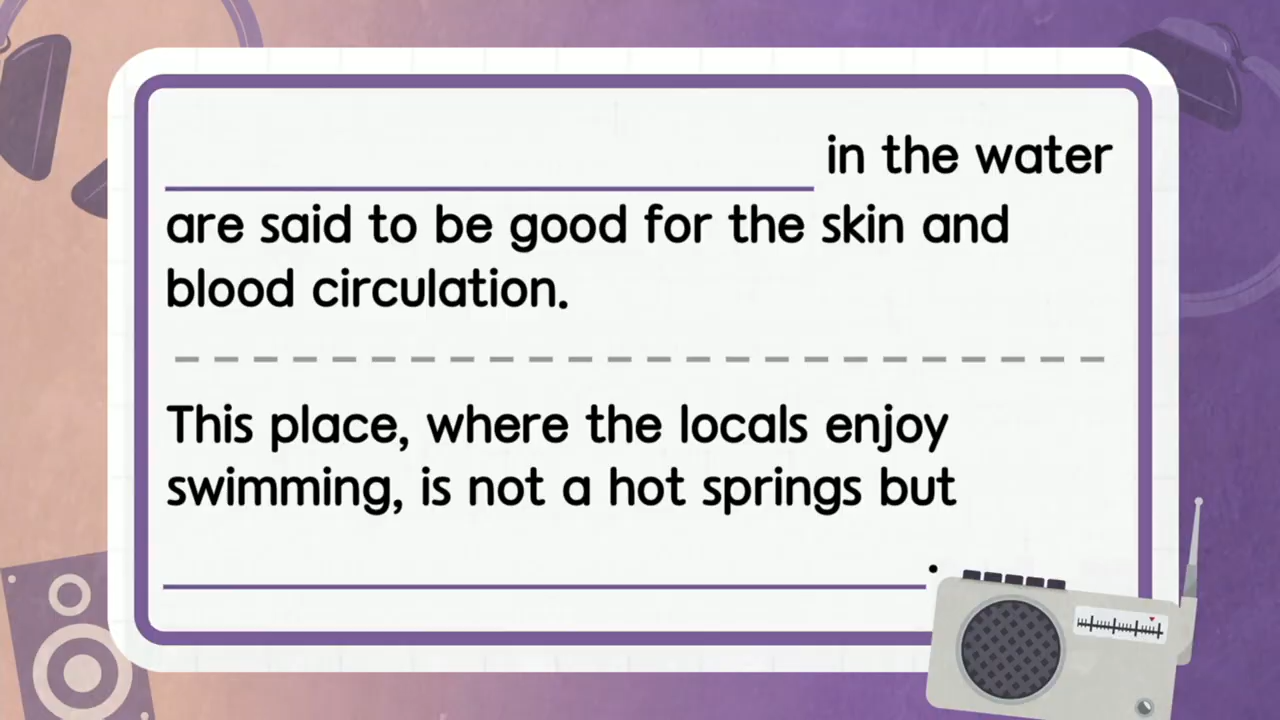 in the water
are said to be good for the skin and
blood circulation.
This place, where the locals enjoy
swimming, is not a hot springs but
.